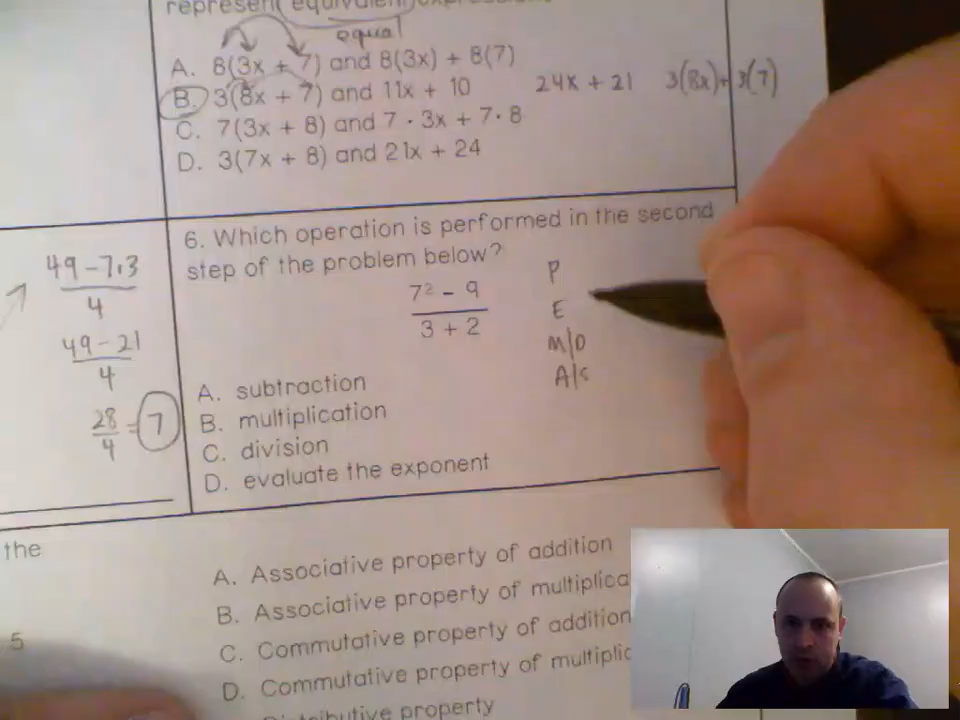 represent equivalent expressions
equal
A. 8(3x + 7) and 8(3x) + 8(7)
B. 3(8x + 7) and 11x + 10 24x + 21 3(8x)+3(7)
C. 7(3x + 8) and 7 · 3x + 7 · 8
D. 3(7x + 8) and 21x + 24
49 - 7·3
4
49 - 21
4
28
4
= 7
6. Which operation is performed in the second
step of the problem below?
7² - 9
3 + 2
P
E
M/D
A/S
A. subtraction
B. multiplication
C. division
D. evaluate the exponent
the
5
A. Associative property of addition
B. Associative property of multiplica
C. Commutative property of addition
D. Commutative property of multiplic
Distributive property